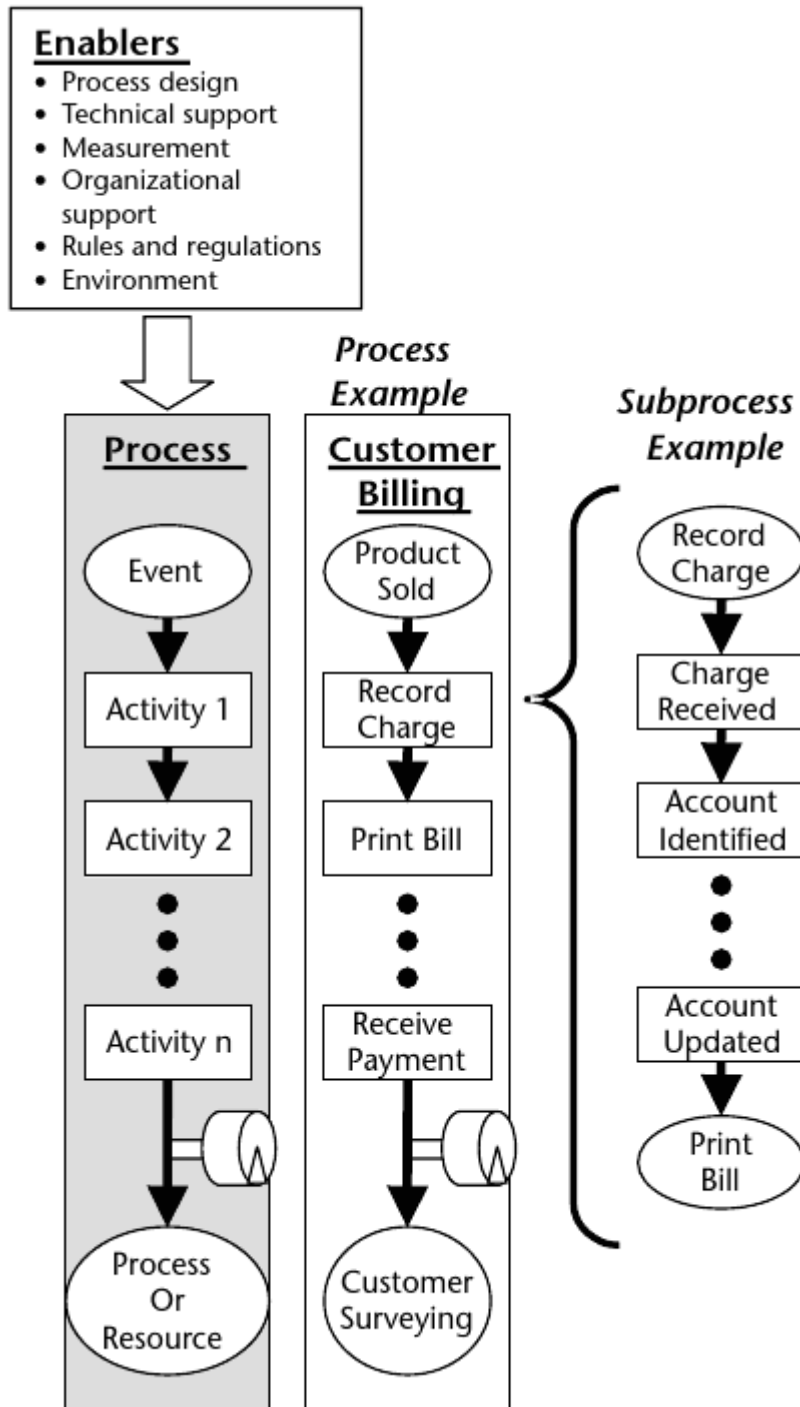 Enablers
• Process design
• Technical support
• Measurement
• Organizational
support
• Rules and regulations
• Environment
Process
Event
Activity 1
Activity 2
Activity n
Process
Or
Resource
Process
Example
Customer
Billing
Product
Sold
Record
Charge
Print Bill
Receive
Payment
Customer
Surveying
Subprocess
Example
Record
Charge
Charge
Received
Account
Identified
Account
Updated
Print
Bill